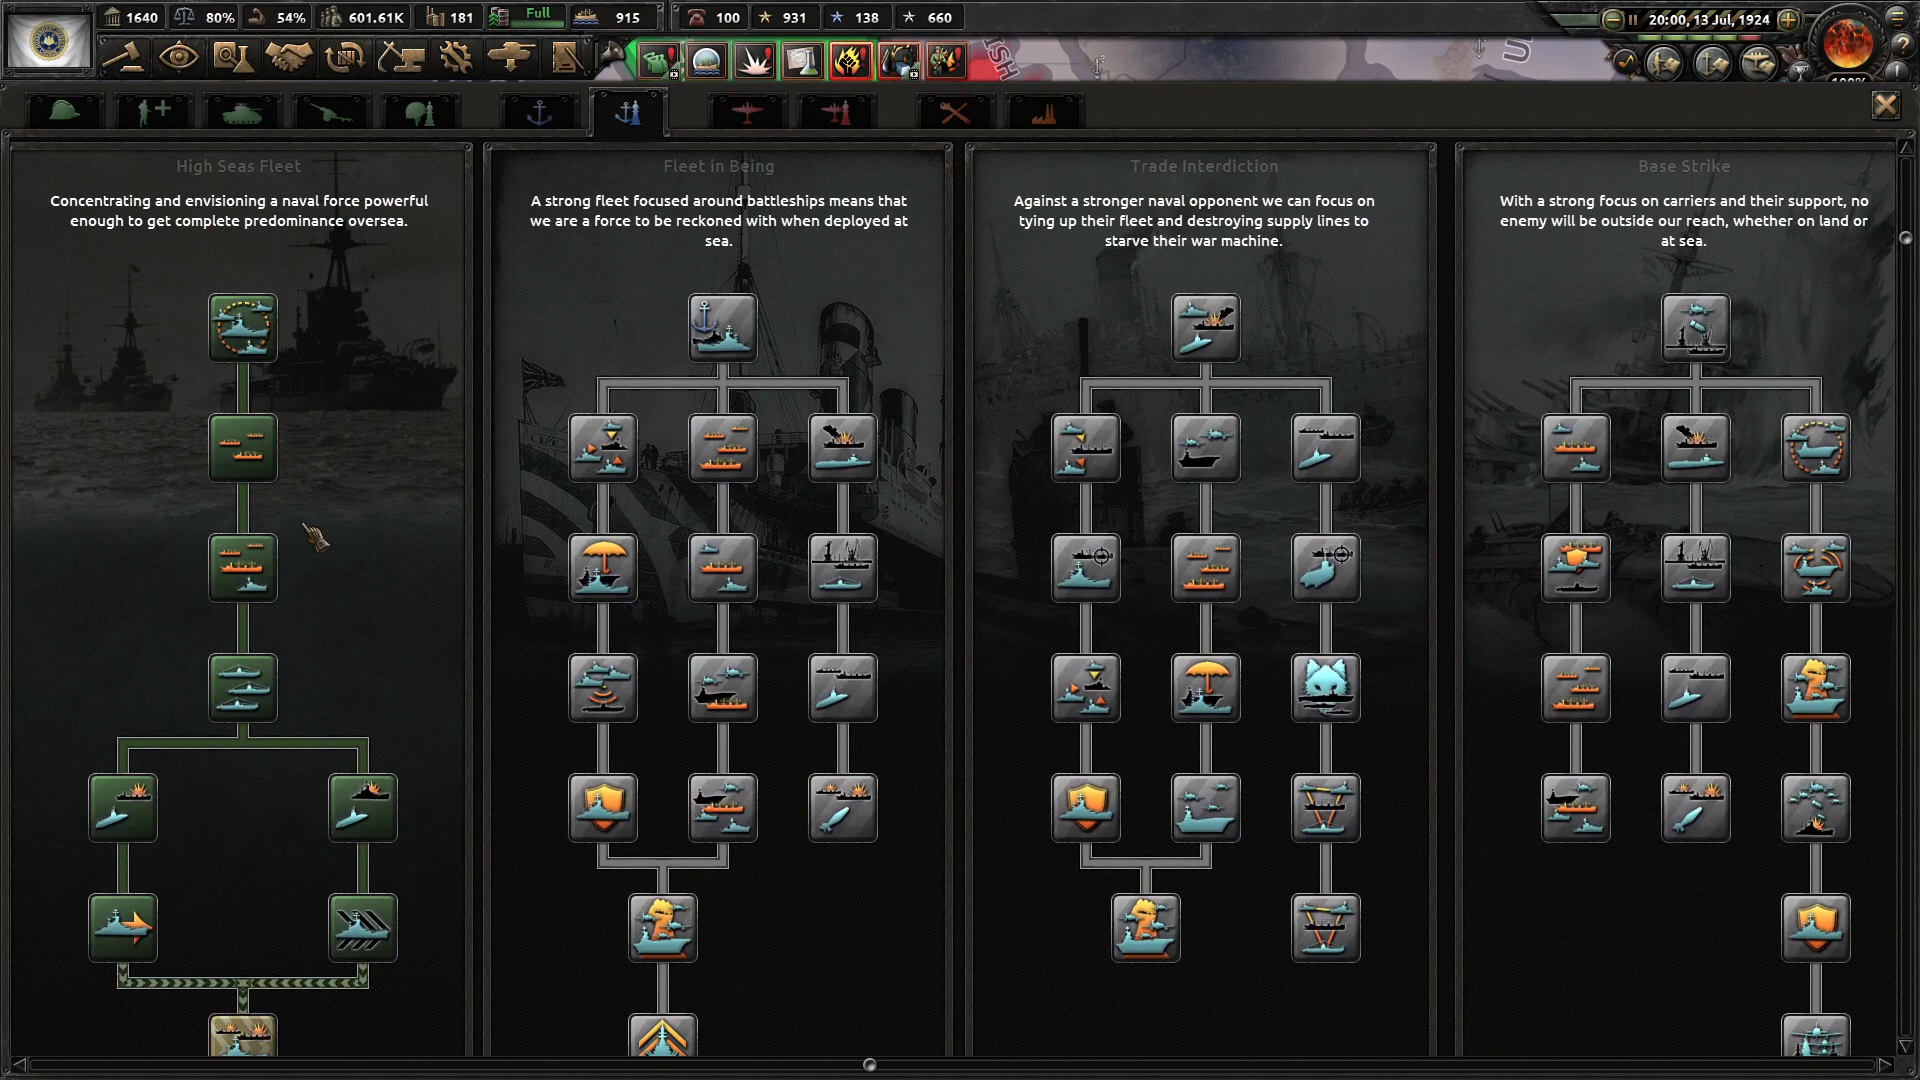 1640
80%
54%
601.61K
181
Full
915
100
931
138
660
20:00, 13 Jul, 1924
High Seas Fleet
Concentrating and envisioning a naval force powerful
enough to get complete predominance oversea.
Fleet in Being
A strong fleet focused around battleships means that
we are a force to be reckoned with when deployed at
sea.
Trade Interdiction
Against a stronger naval opponent we can focus on
tying up their fleet and destroying supply lines to
starve their war machine.
Base Strike
With a strong focus on carriers and their support, no
enemy will be outside our reach, whether on land or
at sea.